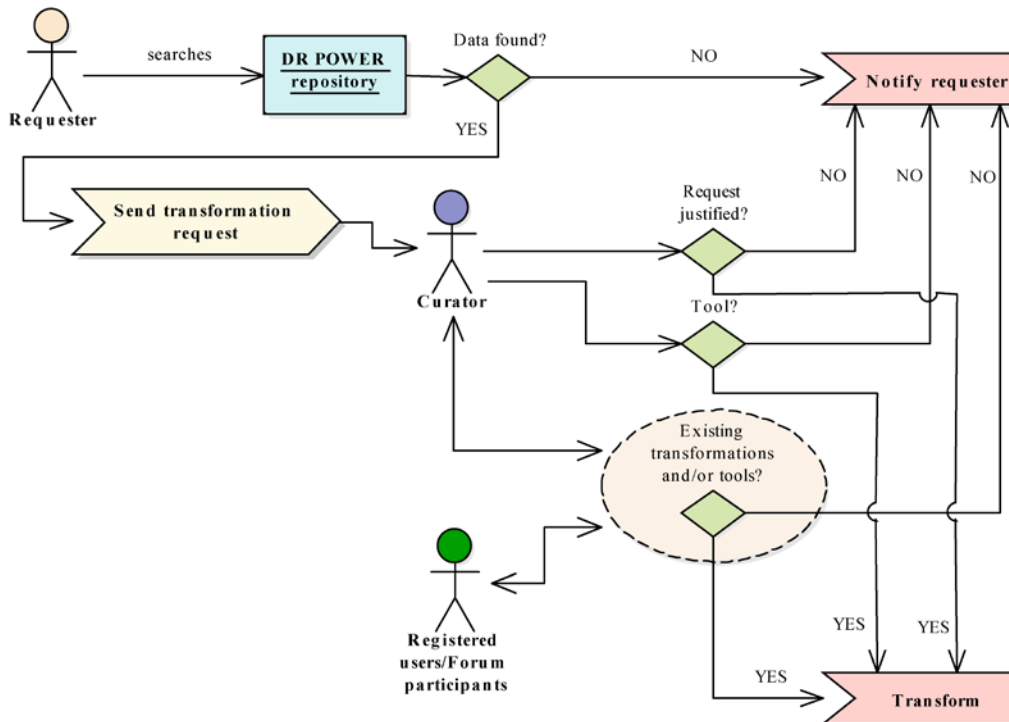 Data found?
searches
DR POWER
repository
NO
Notify requester
Requester
YES
Send transformation
request
Request
justified?
NO
NO
NO
Curator
Tool?
Existing
transformations
and/or tools?
Registered
users/Forum
participants
YES
YES
YES
Transform